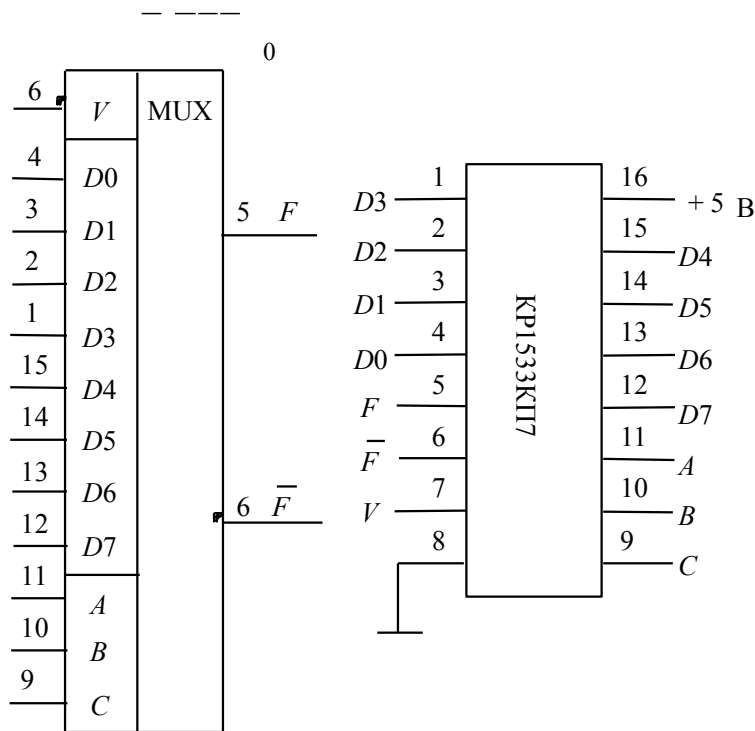 0
6
V MUX
4
D0
3
D1
5 F
2
D2
1
D3
15
D4
14
D5
13
D6
6 F̅
12
D7
11
A
10
B
9
C
1 16
D3 + 5 В
2 15
D2 D4
3 14
D1 D5
4 13
D0 D6
5 12
F D7
6 11
F̅ A
7 10
V B
8 9
C
КР1533КП7